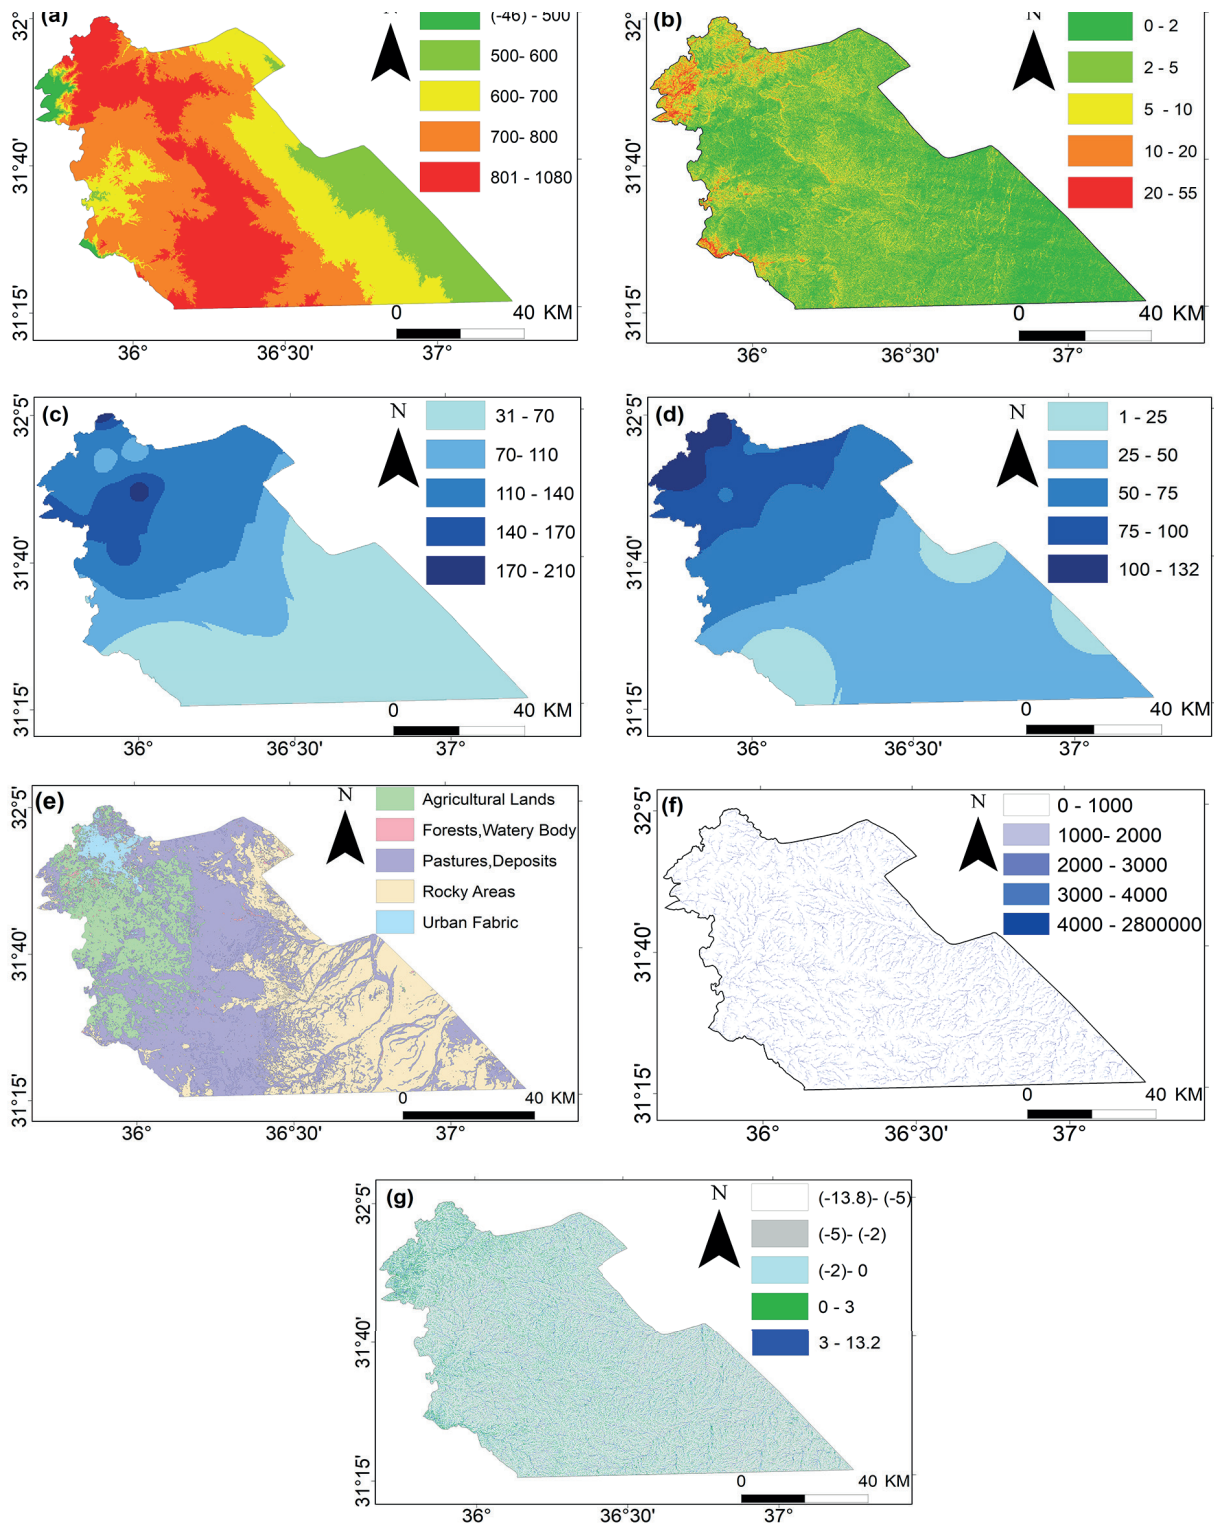 (a)
N
32°
31°40'
31°15'
(-46) - 500
500- 600
600- 700
700- 800
801 - 1080
0 40 KM
36° 36°30' 37°
(b)
N
32°
31°40'
31°15'
0 - 2
2 - 5
5 - 10
10 - 20
20 - 55
0 40 KM
36° 36°30' 37°
(c)
N
32°5'
31°40'
31°15'
31 - 70
70- 110
110 - 140
140 - 170
170 - 210
0 40 KM
36° 36°30' 37°
(d)
N
32°5'
31°40'
31°15'
1 - 25
25 - 50
50 - 75
75 - 100
100 - 132
0 40 KM
36° 36°30' 37°
(e)
N
32°5'
31°40'
31°15'
Agricultural Lands
Forests,Watery Body
Pastures,Deposits
Rocky Areas
Urban Fabric
0 40 KM
36° 36°30' 37°
(f)
N
32°5'
31°40'
31°15'
0 - 1000
1000- 2000
2000 - 3000
3000 - 4000
4000 - 2800000
0 40 KM
36° 36°30' 37°
(g)
N
32°5'
31°40'
31°15'
(-13.8)- (-5)
(-5)- (-2)
(-2)- 0
0 - 3
3 - 13.2
0 40 KM
36° 36°30' 37°